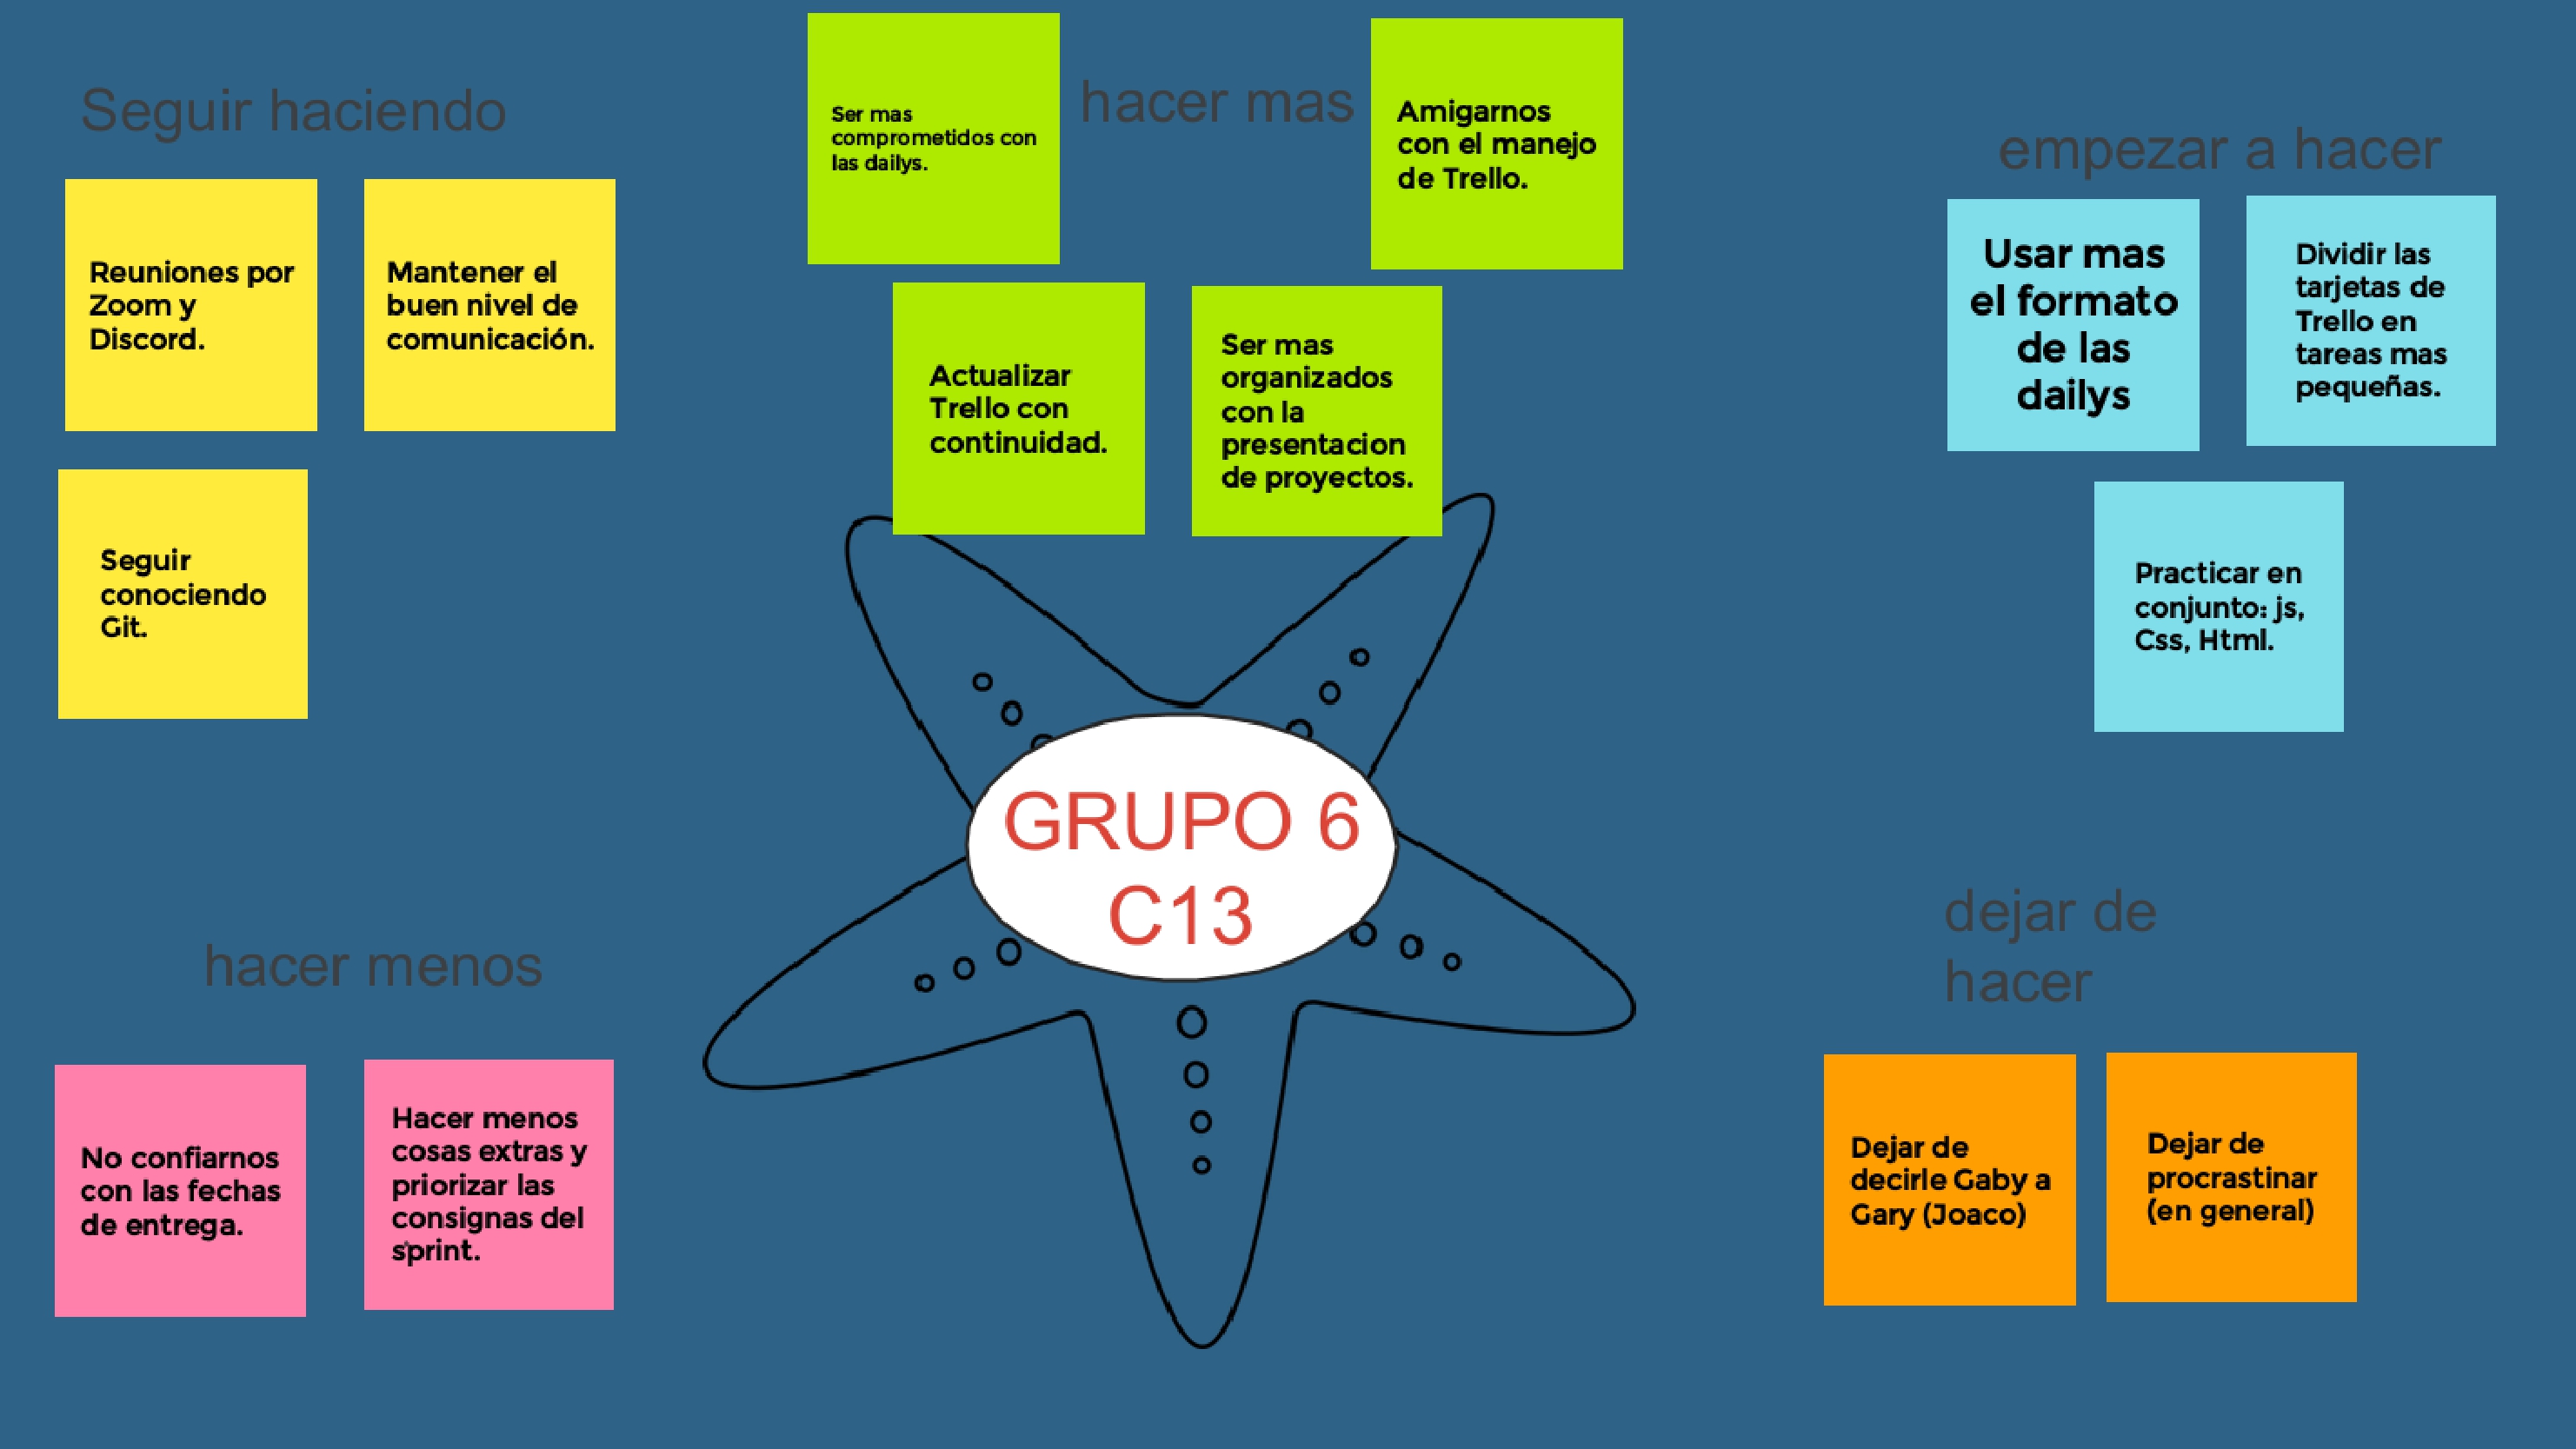 Seguir haciendo
Reuniones por
Zoom y
Discord.
Mantener el
buen nivel de
comunicación.
Seguir
conociendo
Git.
hacer mas
Ser mas
comprometidos con
las dailys.
Amigarnos
con el manejo
de Trello.
Actualizar
Trello con
continuidad.
Ser mas
organizados
con la
presentacion
de proyectos.
empezar a hacer
Usar mas
el formato
de las
dailys
Dividir las
tarjetas de
Trello en
tareas mas
pequeñas.
Practicar en
conjunto: js,
Css, Html.
GRUPO 6
C13
hacer menos
No confiarnos
con las fechas
de entrega.
Hacer menos
cosas extras y
priorizar las
consignas del
sprint.
dejar de
hacer
Dejar de
decirle Gaby a
Gary (Joaco)
Dejar de
procrastinar
(en general)